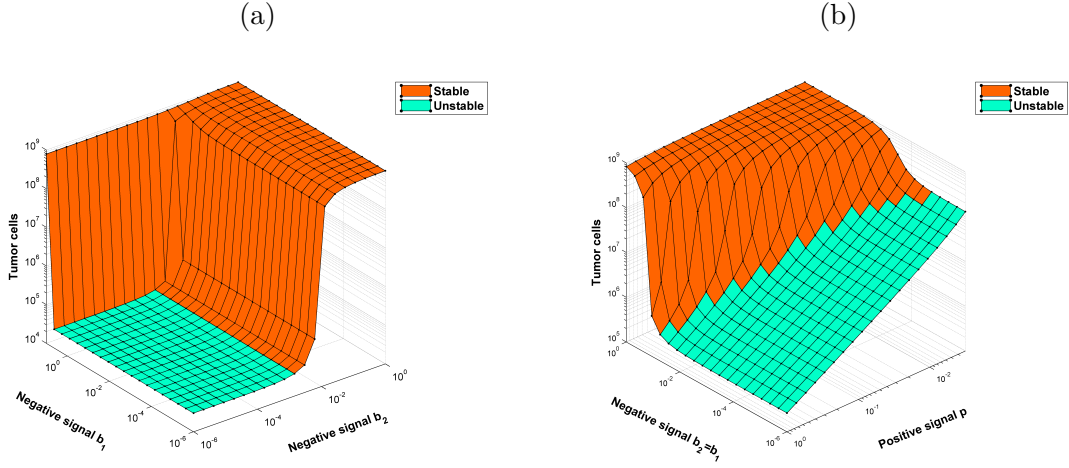 (a)
Stable
Unstable
10^9
10^8
10^7
10^6
10^5
10^4
Tumor cells
10^0
10^-2
10^-4
10^-6
Negative signal b_1
10^-6
10^-4
10^-2
10^0
Negative signal b_2
(b)
Stable
Unstable
10^9
10^8
10^7
10^6
10^5
Tumor cells
10^0
10^-2
10^-4
10^-6
Negative signal b_2=b_1
10^0
10^-1
10^-2
Positive signal p